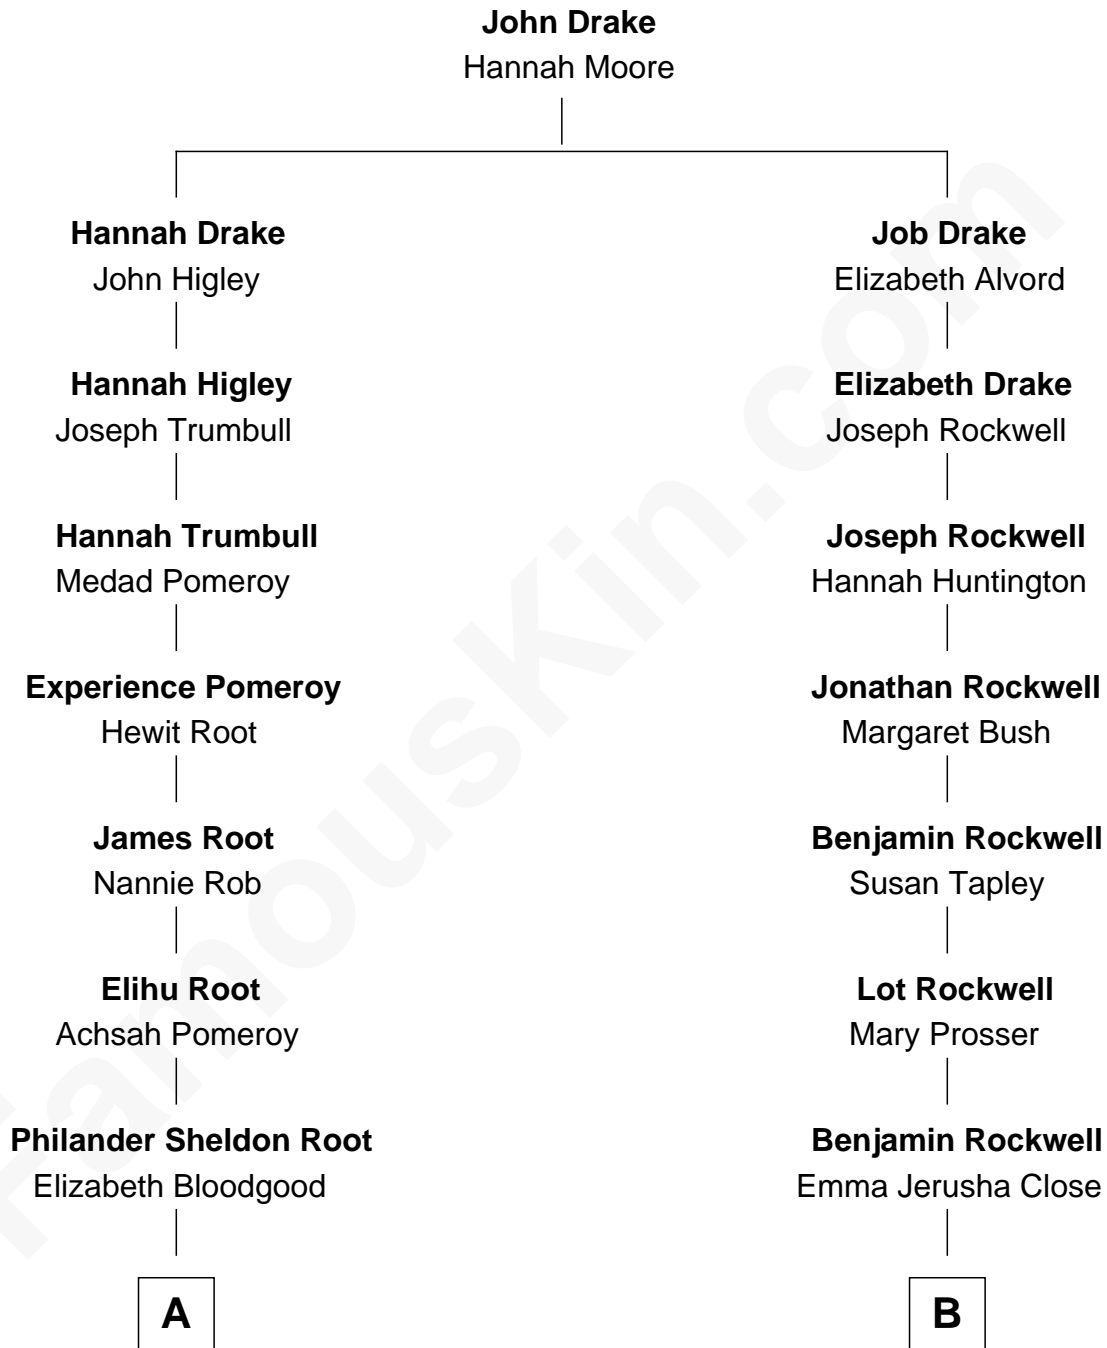 John Drake
Hannah Moore
Hannah Drake
John Higley
Job Drake
Elizabeth Alvord
Hannah Higley
Joseph Trumbull
Elizabeth Drake
Joseph Rockwell
Hannah Trumbull
Medad Pomeroy
Joseph Rockwell
Hannah Huntington
Experience Pomeroy
Hewit Root
Jonathan Rockwell
Margaret Bush
James Root
Nannie Rob
Benjamin Rockwell
Susan Tapley
Elihu Root
Achsah Pomeroy
Lot Rockwell
Mary Prosser
Philander Sheldon Root
Elizabeth Bloodgood
Benjamin Rockwell
Emma Jerusha Close
A
B
FamousKin.com